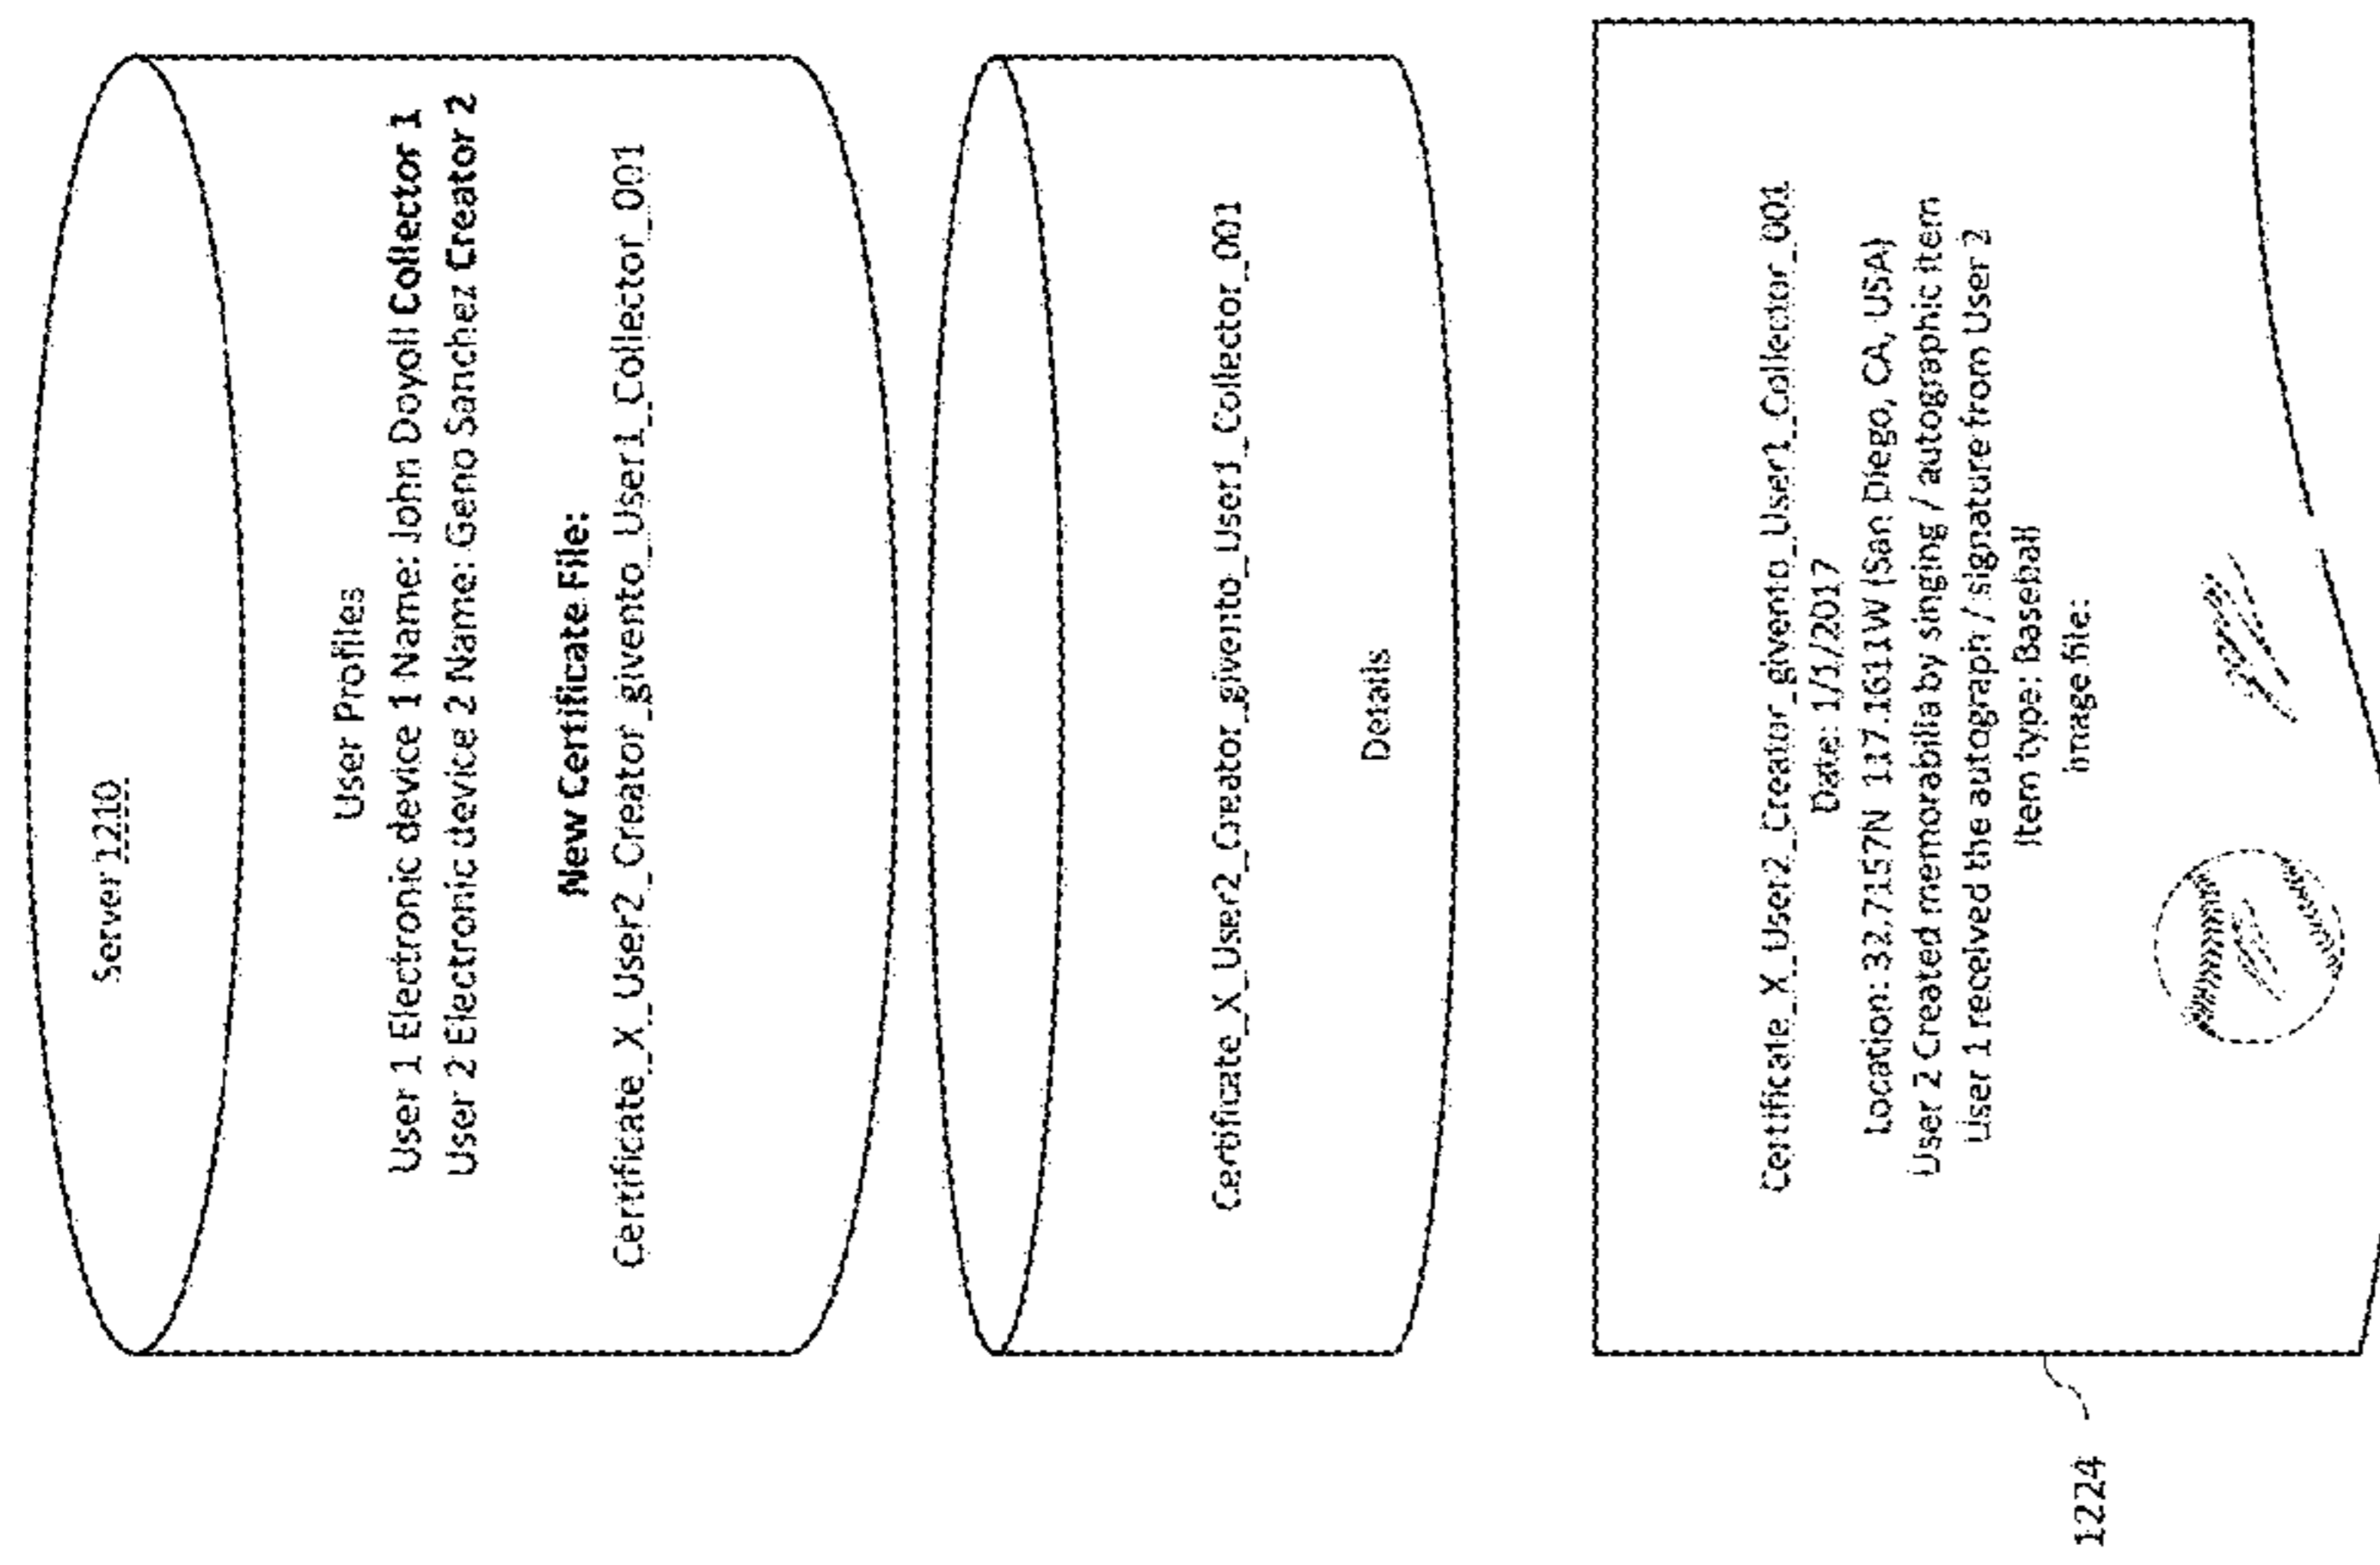 Server 1210
User Profiles
User 1 Electronic device 1 Name: John Doyoll Collector 1
User 2 Electronic device 2 Name: Geno Sanchez Creator 2
New Certificate File:
Certificate_X_User2_Creator_givento_User1_Collector_001
Certificate_X_User2_Creator_givento_User1_Collector_001
Details
Certificate_X_User2_Creator_givento_User1_Collector_001
Date: 1/1/2017
Location: 32.7157N 117.1611W (San Diego, CA, USA)
User 2 Created memorabilia by singing / autographic item
User 1 received the autograph / signature from User 2
Item type: Baseball
image file:
1224